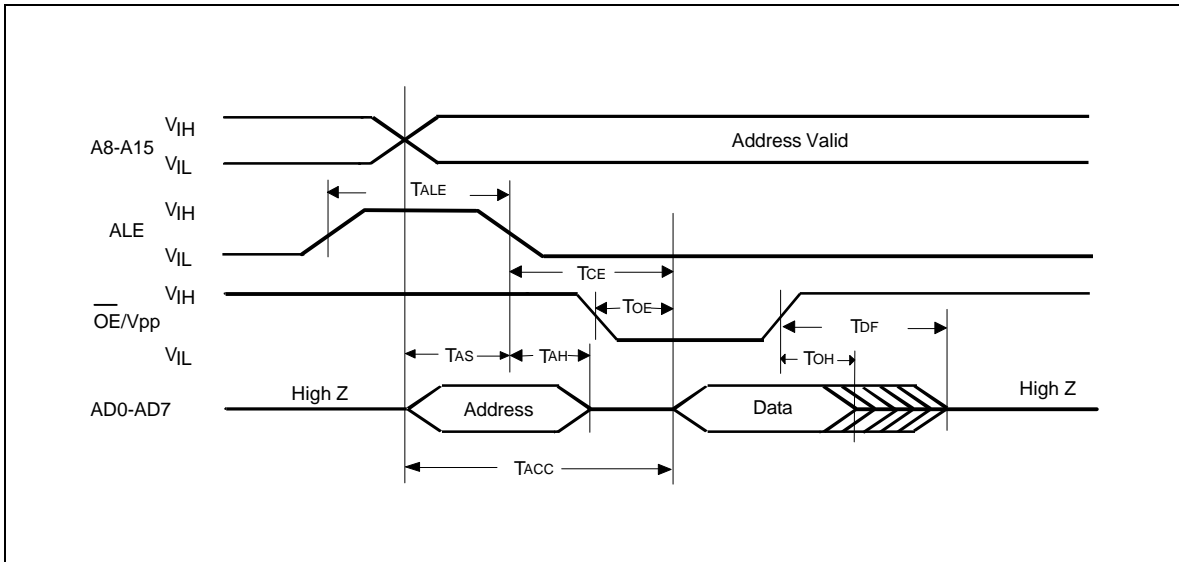 VIH
A8-A15
Address Valid
VIL
TALE
VIH
ALE
VIL
TCE
VIH
TOE
OE/Vpp
TDF
VIL
TAS
TAH
TOH
High Z
High Z
AD0-AD7
Address
Data
TACC